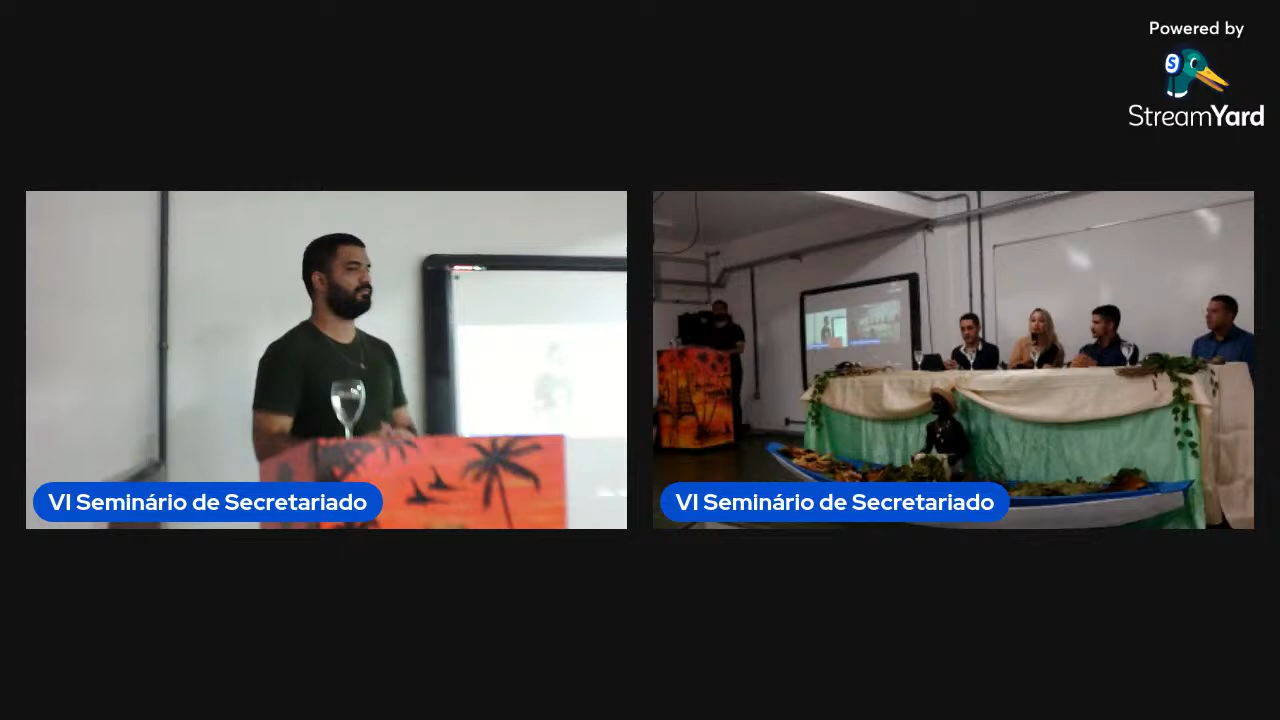 Powered by
S
StreamYard
VI Seminário de Secretariado
VI Seminário de Secretariado